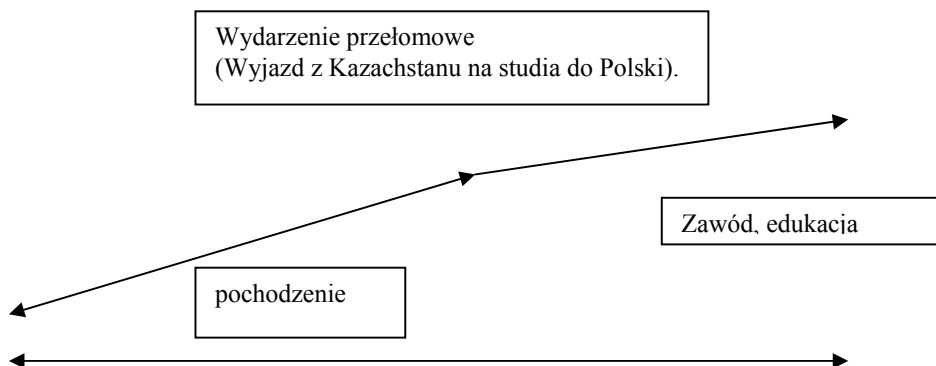 Wydarzenie przełomowe
(Wyjazd z Kazachstanu na studia do Polski).
Zawód, edukacja
pochodzenie